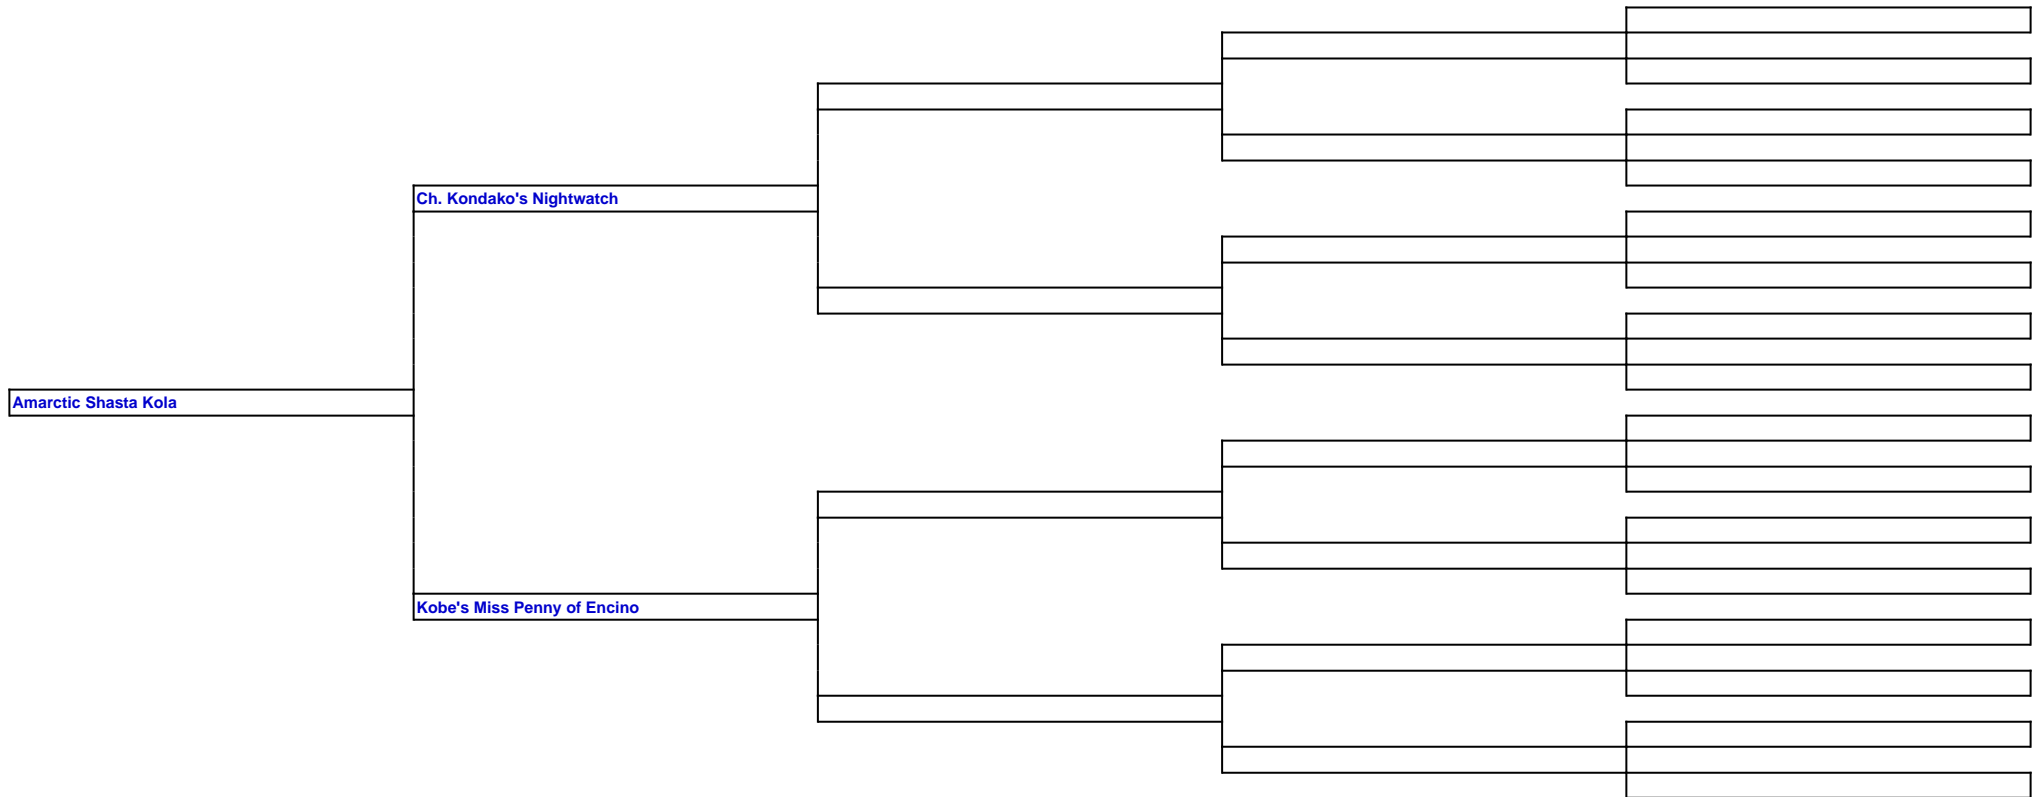 Ch. Kondako's Nightwatch
Amarctic Shasta Kola
Kobe's Miss Penny of Encino